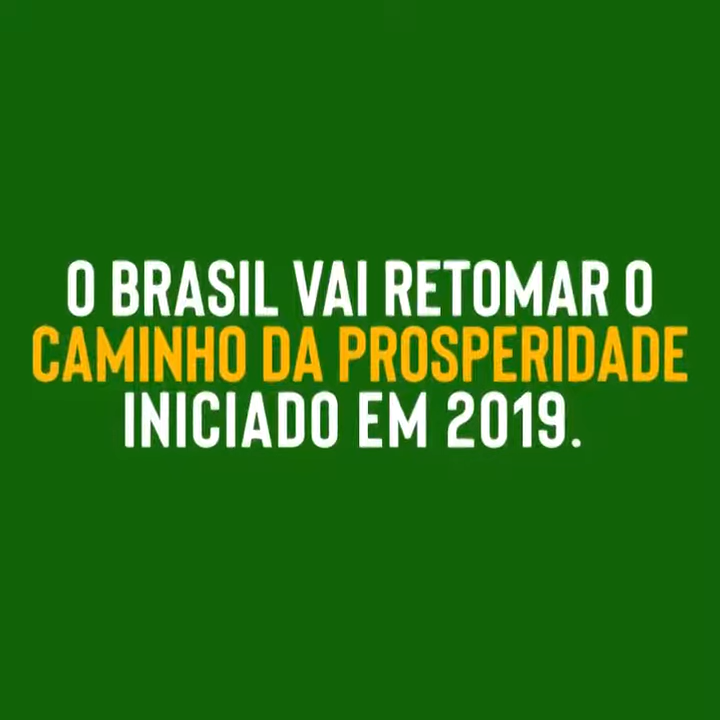 O BRASIL VAI RETOMAR O
CAMINHO DA PROSPERIDADE
INICIADO EM 2019.